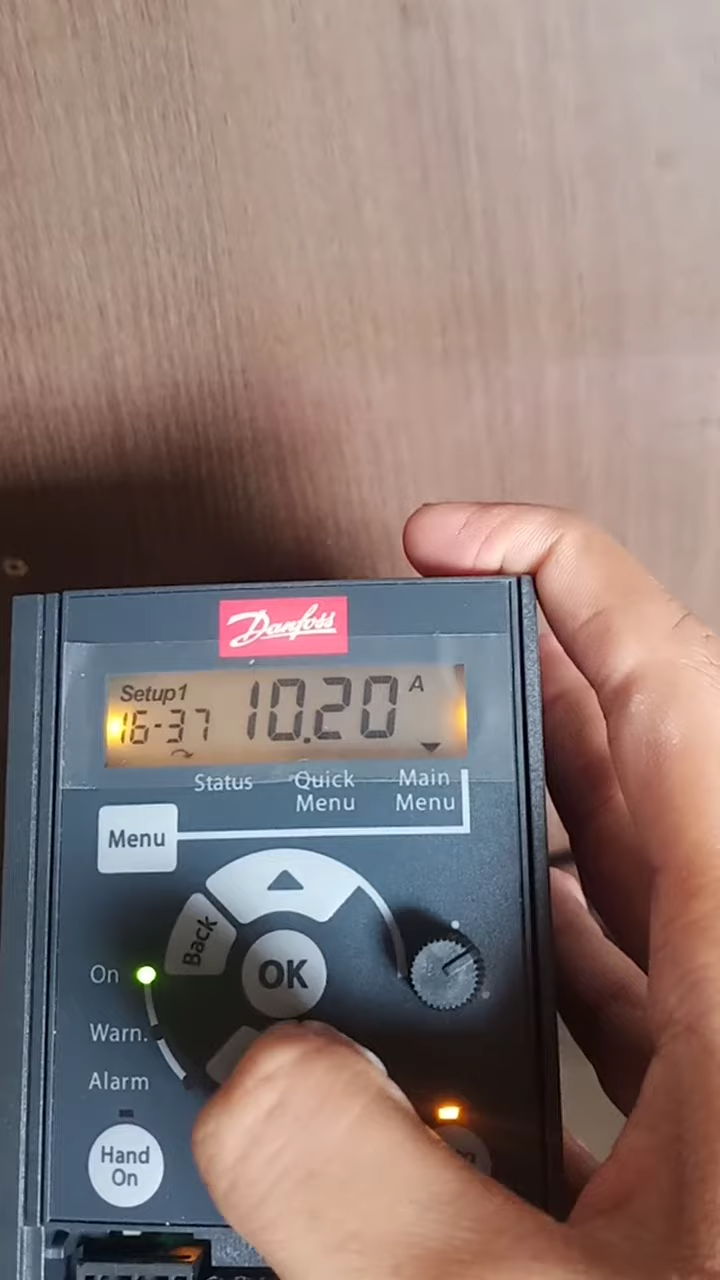 Danfoss
Setup1
16-37 10.20 A
Status Quick Menu Main Menu
Menu
Back
OK
On
Warn.
Alarm
Hand
On